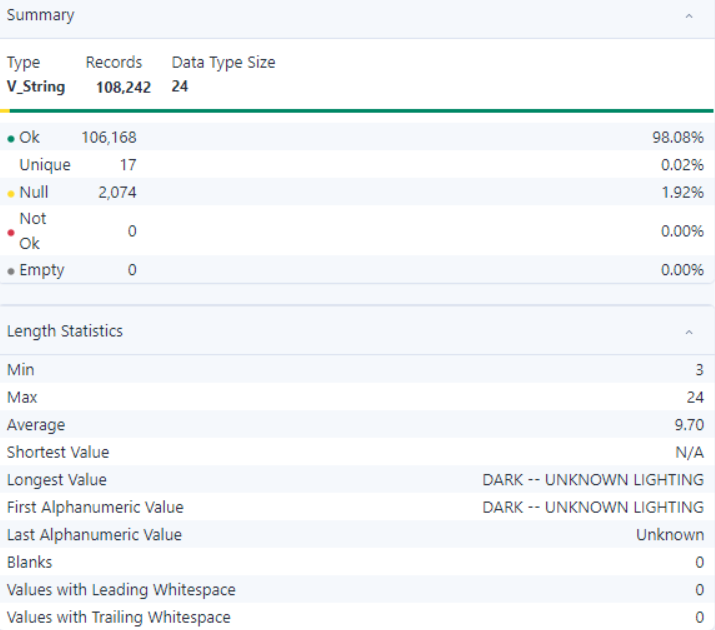 Summary
Type Records Data Type Size
V_String 108,242 24
Ok 106,168 98.08%
Unique 17 0.02%
Null 2,074 1.92%
Not
Ok 0 0.00%
Empty 0 0.00%
Length Statistics
Min 3
Max 24
Average 9.70
Shortest Value N/A
Longest Value DARK -- UNKNOWN LIGHTING
First Alphanumeric Value DARK -- UNKNOWN LIGHTING
Last Alphanumeric Value Unknown
Blanks 0
Values with Leading Whitespace 0
Values with Trailing Whitespace 0